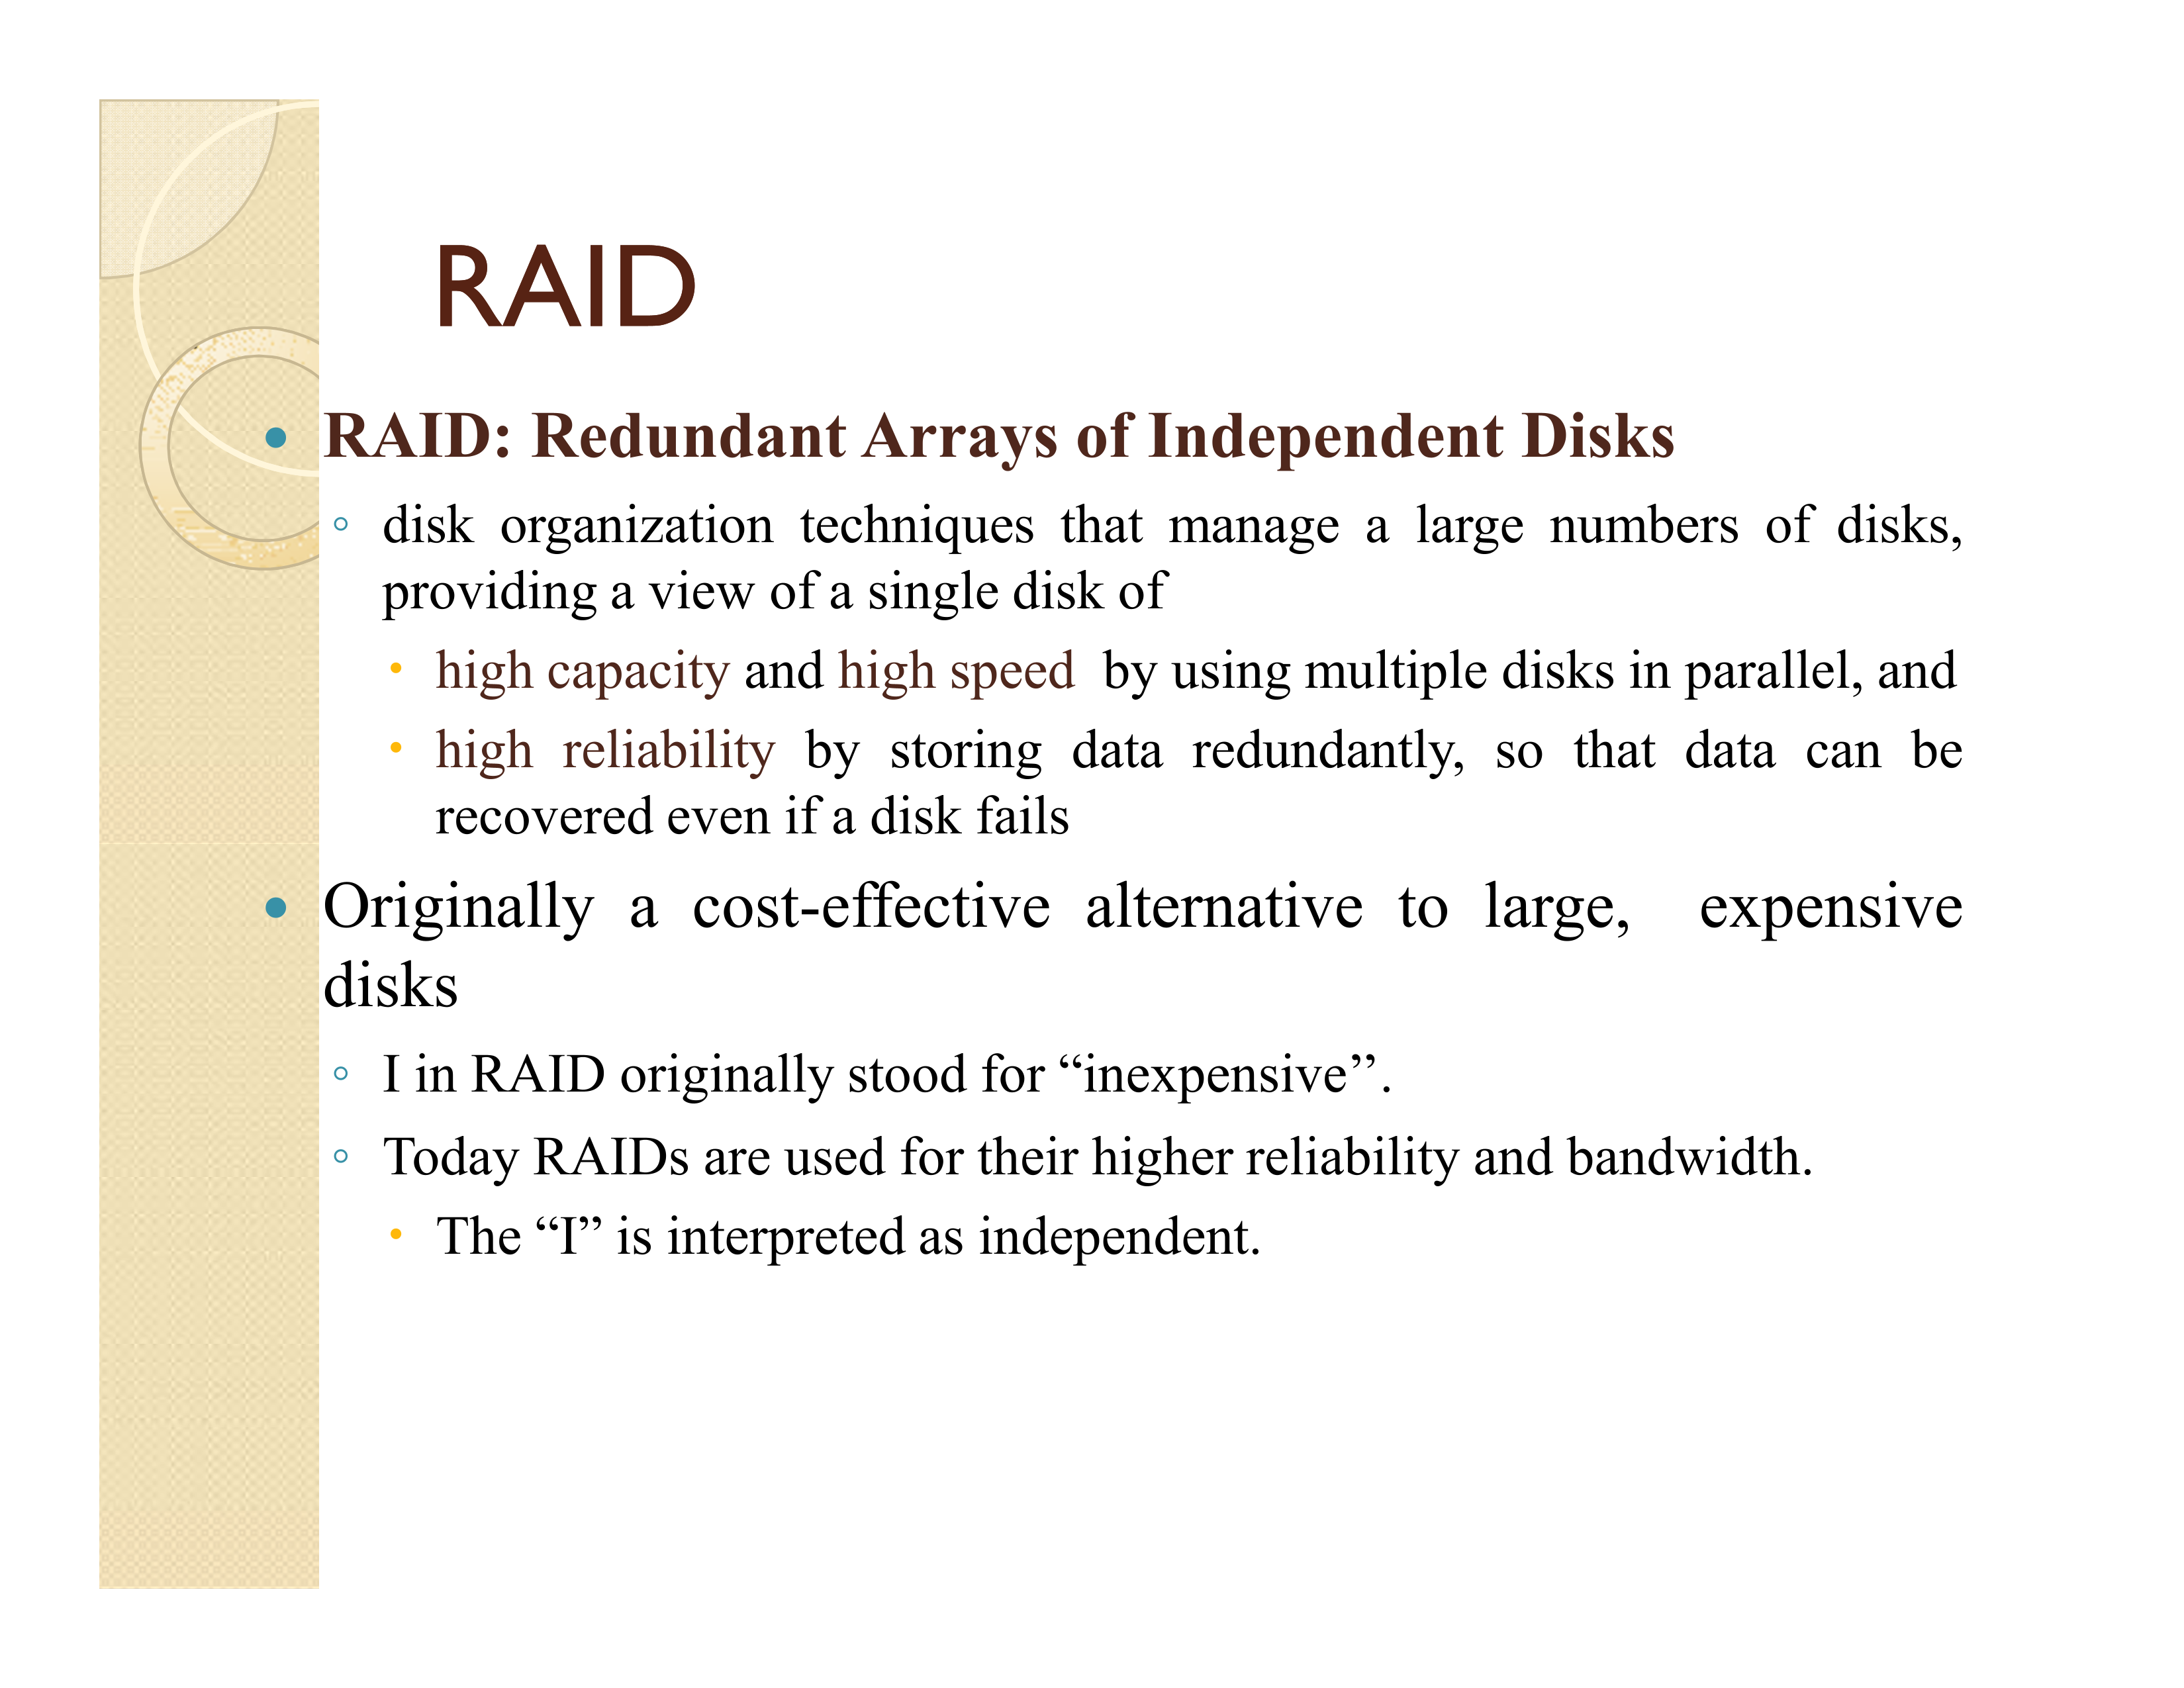 RAID
• RAID: Redundant Arrays of Independent Disks
◦ disk organization techniques that manage a large numbers of disks,
providing a view of a single disk of
• high capacity and high speed by using multiple disks in parallel, and
• high reliability by storing data redundantly, so that data can be
recovered even if a disk fails
• Originally a cost-effective alternative to large, expensive
disks
◦ I in RAID originally stood for “inexpensive’’.
◦ Today RAIDs are used for their higher reliability and bandwidth.
• The “I” is interpreted as independent.